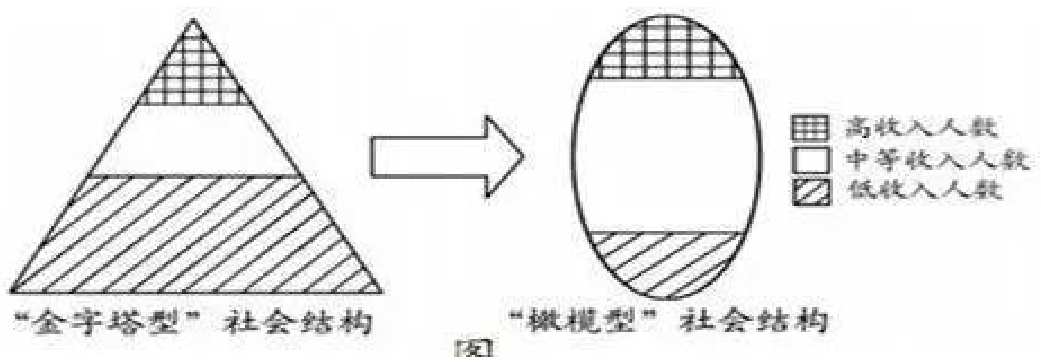 高收入人数
中等收入人数
低收入人数
“金字塔型”社会结构
“橄榄型”社会结构
图